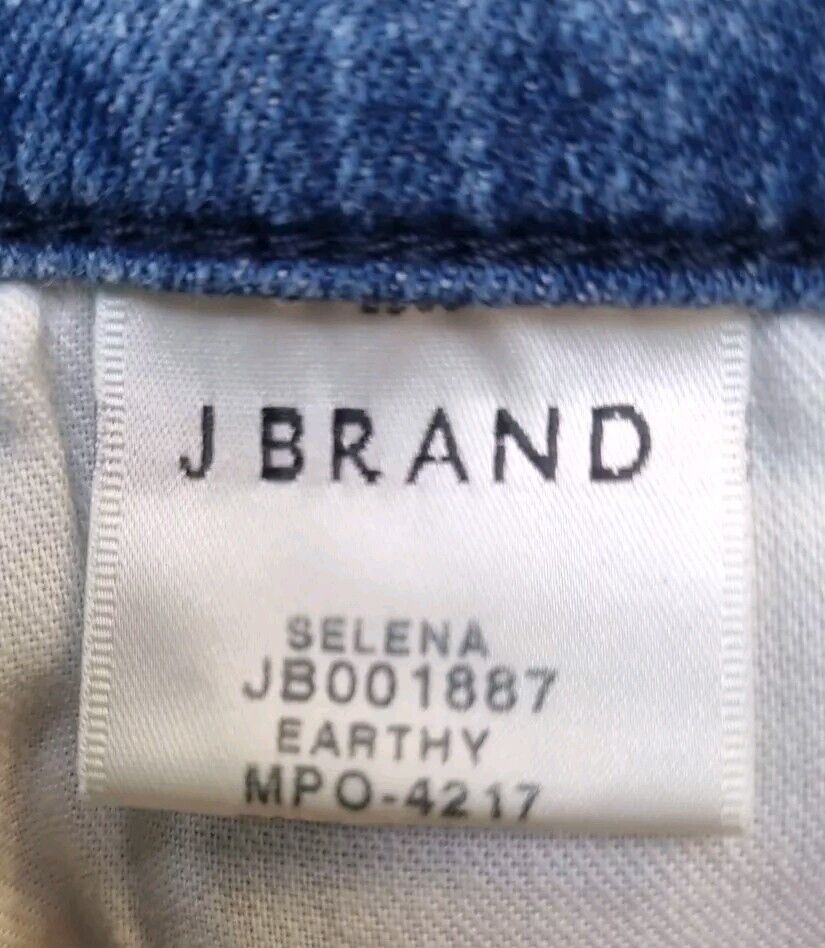 J BRAND
SELENA
JB001887
EARTHY
MPO-4217